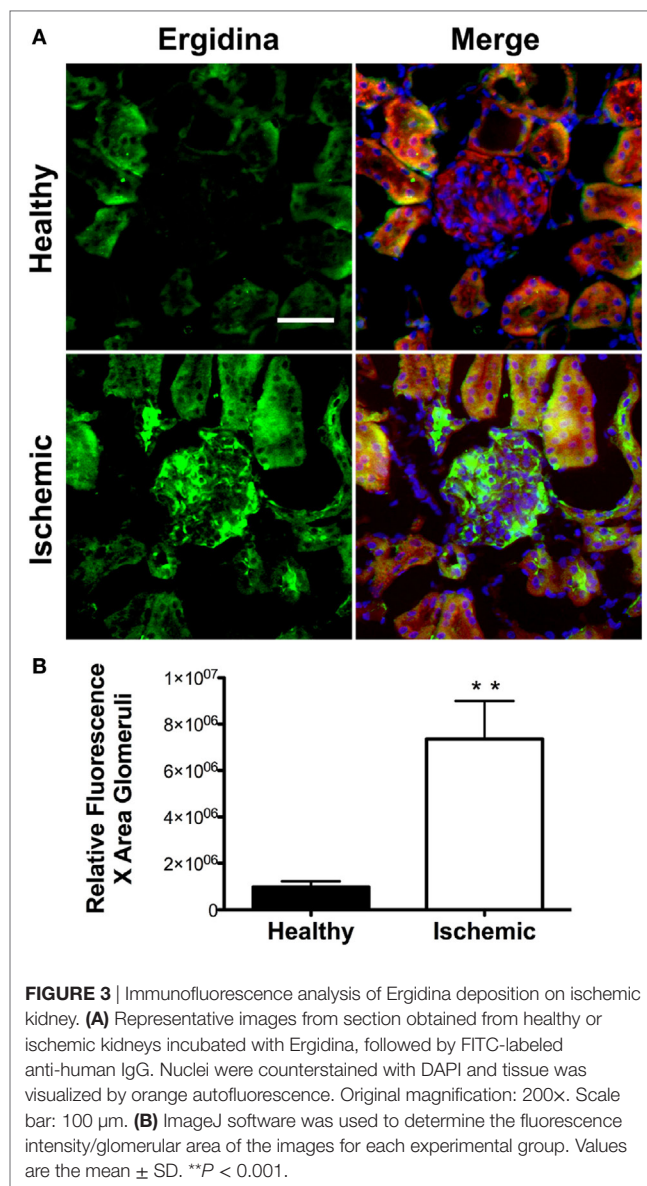 A
Ergidina
Merge
Healthy
Ischemic
B
Relative Fluorescence
X Area Glomeruli
1×10⁰⁷
8×10⁰⁶
6×10⁰⁶
4×10⁰⁶
2×10⁰⁶
0
* *
Healthy
Ischemic
FIGURE 3 | Immunofluorescence analysis of Ergidina deposition on ischemic
kidney. (A) Representative images from section obtained from healthy or
ischemic kidneys incubated with Ergidina, followed by FITC-labeled
anti-human IgG. Nuclei were counterstained with DAPI and tissue was
visualized by orange autofluorescence. Original magnification: 200×. Scale
bar: 100 μm. (B) ImageJ software was used to determine the fluorescence
intensity/glomerular area of the images for each experimental group. Values
are the mean ± SD. **P < 0.001.